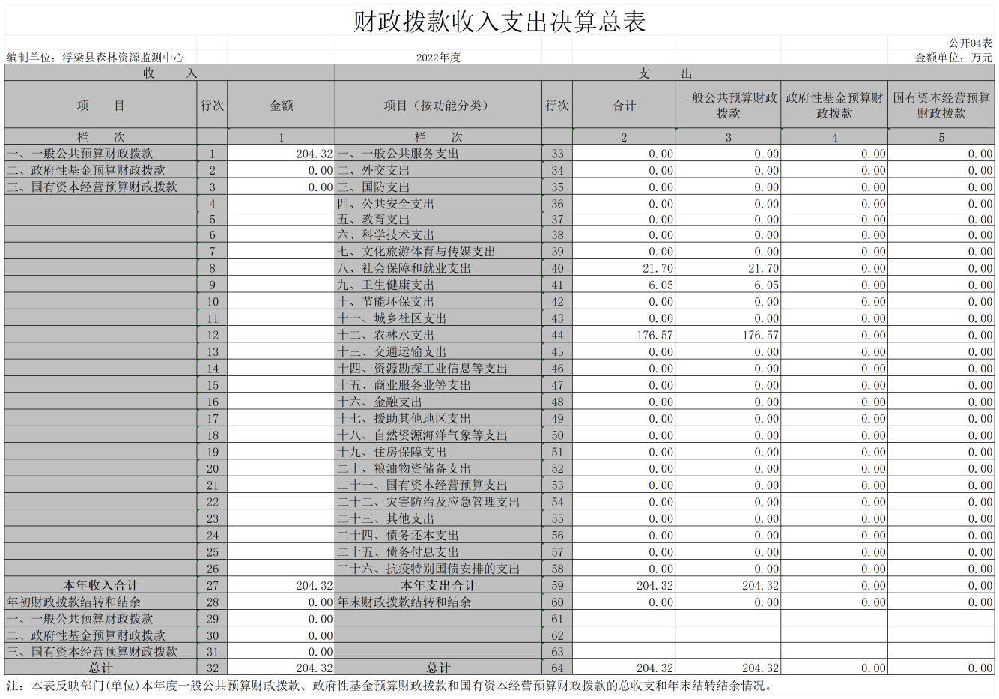 财政拨款收入支出决算总表
公开04表
编制单位：浮梁县森林资源监测中心 2022年度 金额单位：万元
收 入 支 出
项 目 行次 金额 项目（按功能分类） 行次 合计 一般公共预算财政拨款 政府性基金预算财政拨款 国有资本经营预算财政拨款
栏 次 1 栏 次 2 3 4 5
一、一般公共预算财政拨款 1 204.32 一、一般公共服务支出 33 0.00 0.00 0.00 0.00
二、政府性基金预算财政拨款 2 0.00 二、外交支出 34 0.00 0.00 0.00 0.00
三、国有资本经营预算财政拨款 3 0.00 三、国防支出 35 0.00 0.00 0.00 0.00
4 四、公共安全支出 36 0.00 0.00 0.00 0.00
5 五、教育支出 37 0.00 0.00 0.00 0.00
6 六、科学技术支出 38 0.00 0.00 0.00 0.00
7 七、文化旅游体育与传媒支出 39 0.00 0.00 0.00 0.00
8 八、社会保障和就业支出 40 21.70 21.70 0.00 0.00
9 九、卫生健康支出 41 6.05 6.05 0.00 0.00
10 十、节能环保支出 42 0.00 0.00 0.00 0.00
11 十一、城乡社区支出 43 0.00 0.00 0.00 0.00
12 十二、农林水支出 44 176.57 176.57 0.00 0.00
13 十三、交通运输支出 45 0.00 0.00 0.00 0.00
14 十四、资源勘探工业信息等支出 46 0.00 0.00 0.00 0.00
15 十五、商业服务业等支出 47 0.00 0.00 0.00 0.00
16 十六、金融支出 48 0.00 0.00 0.00 0.00
17 十七、援助其他地区支出 49 0.00 0.00 0.00 0.00
18 十八、自然资源海洋气象等支出 50 0.00 0.00 0.00 0.00
19 十九、住房保障支出 51 0.00 0.00 0.00 0.00
20 二十、粮油物资储备支出 52 0.00 0.00 0.00 0.00
21 二十一、国有资本经营预算支出 53 0.00 0.00 0.00 0.00
22 二十二、灾害防治及应急管理支出 54 0.00 0.00 0.00 0.00
23 二十三、其他支出 55 0.00 0.00 0.00 0.00
24 二十四、债务还本支出 56 0.00 0.00 0.00 0.00
25 二十五、债务付息支出 57 0.00 0.00 0.00 0.00
26 二十六、抗疫特别国债安排的支出 58 0.00 0.00 0.00 0.00
本年收入合计 27 204.32 本年支出合计 59 204.32 204.32 0.00 0.00
年初财政拨款结转和结余 28 0.00 年末财政拨款结转和结余 60 0.00 0.00 0.00 0.00
一、一般公共预算财政拨款 29 0.00 61
二、政府性基金预算财政拨款 30 0.00 62
三、国有资本经营预算财政拨款 31 0.00 63
总计 32 204.32 总计 64 204.32 204.32 0.00 0.00
注：本表反映部门(单位)本年度一般公共预算财政拨款、政府性基金预算财政拨款和国有资本经营预算财政拨款的总收支和年末结转结余情况。